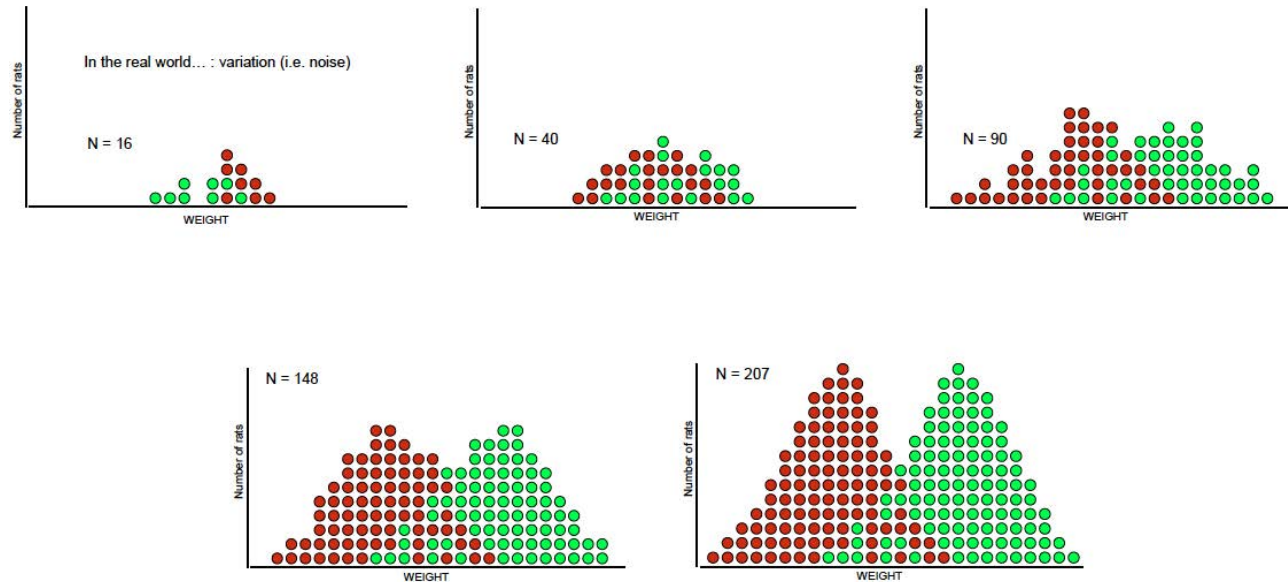 Number of rats
In the real world... : variation (i.e. noise)
N = 16
WEIGHT
Number of rats
N = 40
WEIGHT
Number of rats
N = 90
WEIGHT
Number of rats
N = 148
WEIGHT
Number of rats
N = 207
WEIGHT